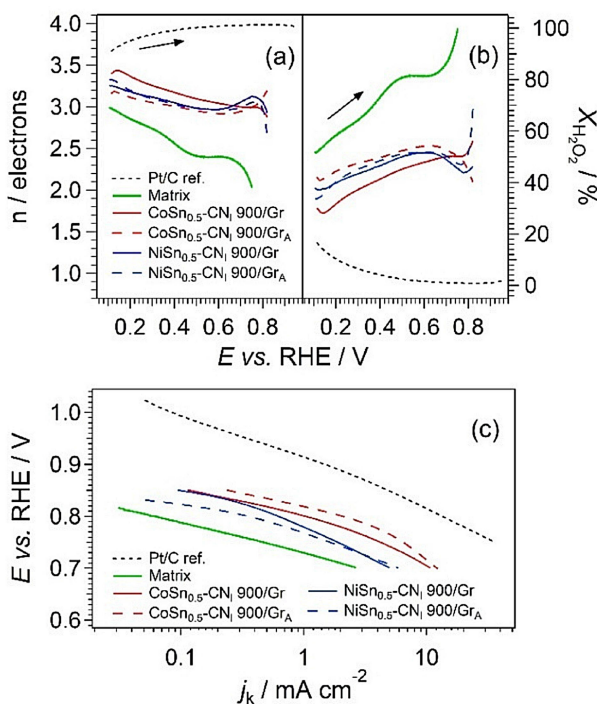 (a)
(b)
n / electrons
4.0
3.5
3.0
2.5
2.0
1.5
1.0
Pt/C ref.
Matrix
CoSn0.5-CNl 900/Gr
CoSn0.5-CNl 900/GrA
NiSn0.5-CNl 900/Gr
NiSn0.5-CNl 900/GrA
0.2 0.4 0.6 0.8
0.2 0.4 0.6 0.8
E vs. RHE / V
100
80
60
40
20
0
XH2O2 / %
(c)
E vs. RHE / V
1.0
0.9
0.8
0.7
0.6
Pt/C ref.
Matrix
CoSn0.5-CNl 900/Gr
CoSn0.5-CNl 900/GrA
NiSn0.5-CNl 900/Gr
NiSn0.5-CNl 900/GrA
0.1 1 10
jk / mA cm-2